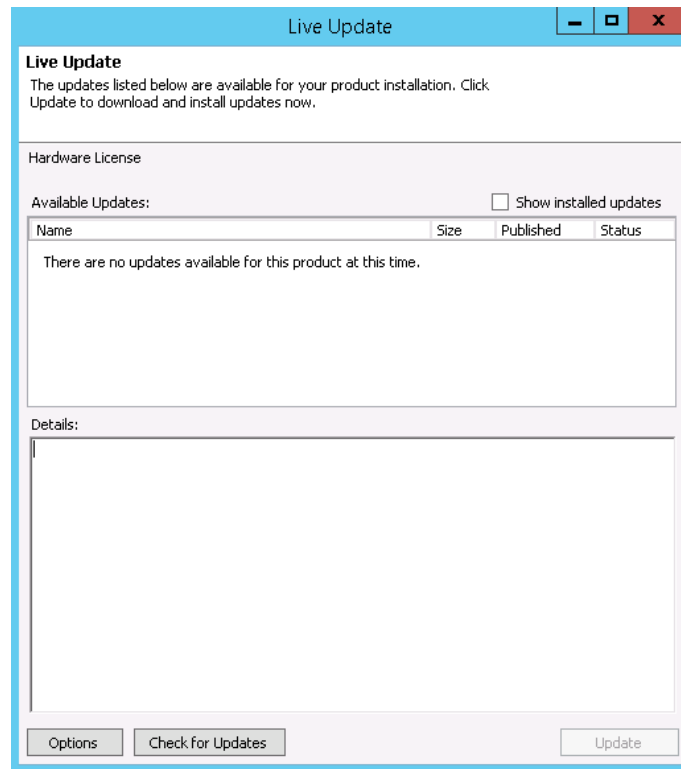 Live Update
Live Update
The updates listed below are available for your product installation. Click
Update to download and install updates now.
Hardware License
Available Updates:
Show installed updates
Name Size Published Status
There are no updates available for this product at this time.
Details:
Options Check for Updates Update